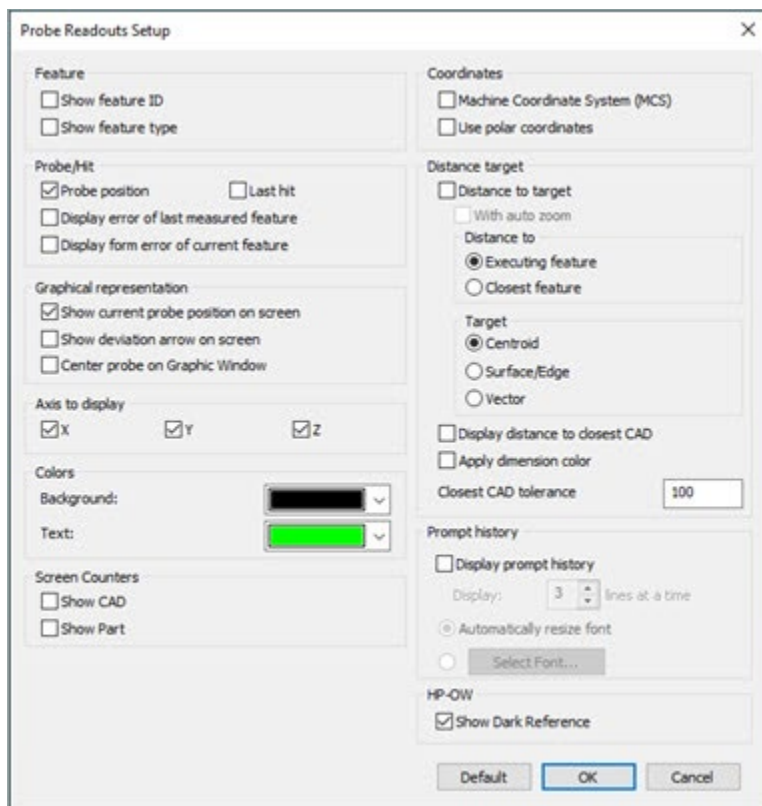 Probe Readouts Setup
Feature
Show feature ID
Show feature type
Probe/Hit
Probe position Last hit
Display error of last measured feature
Display form error of current feature
Graphical representation
Show current probe position on screen
Show deviation arrow on screen
Center probe on Graphic Window
Axis to display
X Y Z
Colors
Background:
Text:
Screen Counters
Show CAD
Show Part
Coordinates
Machine Coordinate System (MCS)
Use polar coordinates
Distance target
Distance to target
With auto zoom
Distance to
Executing feature
Closest feature
Target
Centroid
Surface/Edge
Vector
Display distance to closest CAD
Apply dimension color
Closest CAD tolerance 100
Prompt history
Display prompt history
Display: 3 lines at a time
Automatically resize font
Select Font...
HP-OW
Show Dark Reference
Default OK Cancel